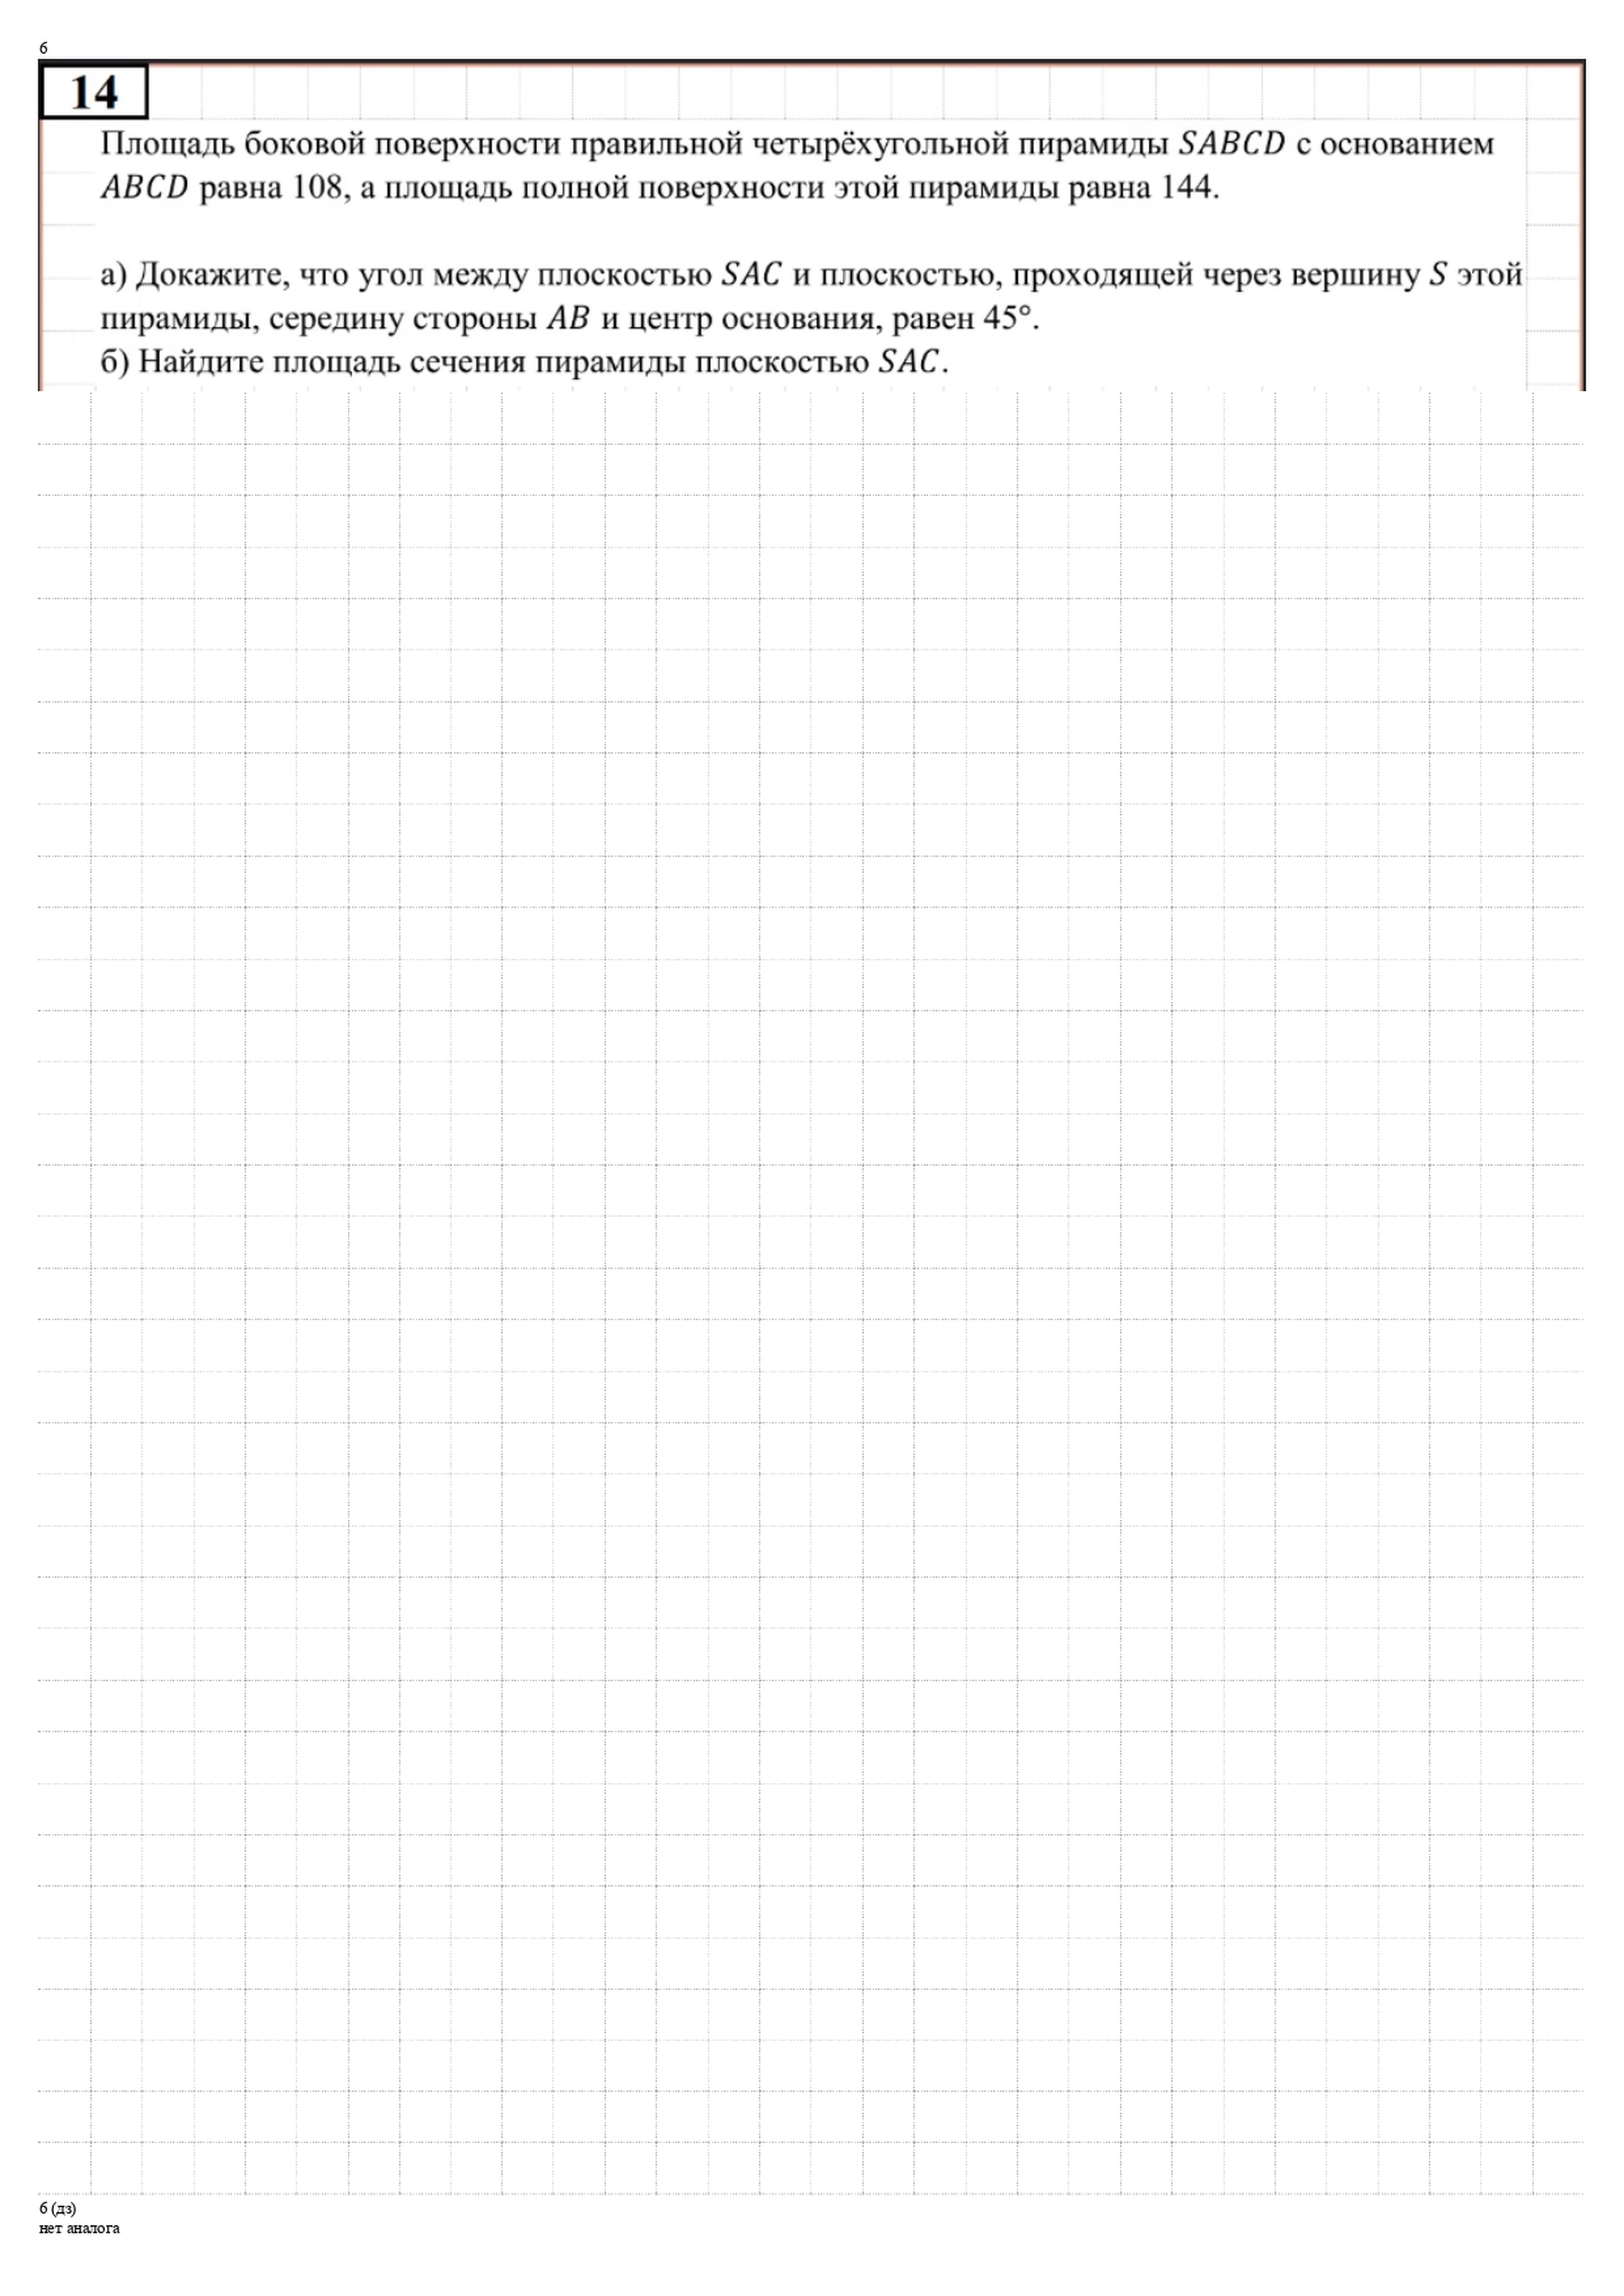 6
14
Площадь боковой поверхности правильной четырёхугольной пирамиды SABCD с основанием
ABCD равна 108, а площадь полной поверхности этой пирамиды равна 144.
а) Докажите, что угол между плоскостью SAC и плоскостью, проходящей через вершину S этой
пирамиды, середину стороны AB и центр основания, равен 45°.
б) Найдите площадь сечения пирамиды плоскостью SAC.
6 (дз)
нет аналога